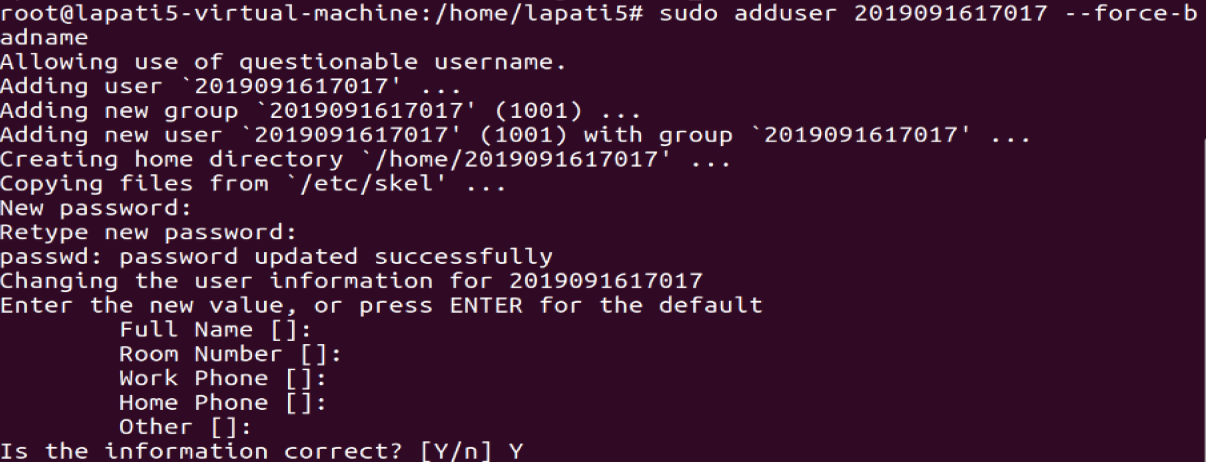 root@lapati5-virtual-machine:/home/lapati5# sudo adduser 2019091617017 --force-b
adname
Allowing use of questionable username.
Adding user `2019091617017' ...
Adding new group `2019091617017' (1001) ...
Adding new user `2019091617017' (1001) with group `2019091617017' ...
Creating home directory `/home/2019091617017' ...
Copying files from `/etc/skel' ...
New password:
Retype new password:
passwd: password updated successfully
Changing the user information for 2019091617017
Enter the new value, or press ENTER for the default
        Full Name []:
        Room Number []:
        Work Phone []:
        Home Phone []:
        Other []:
Is the information correct? [Y/n] Y